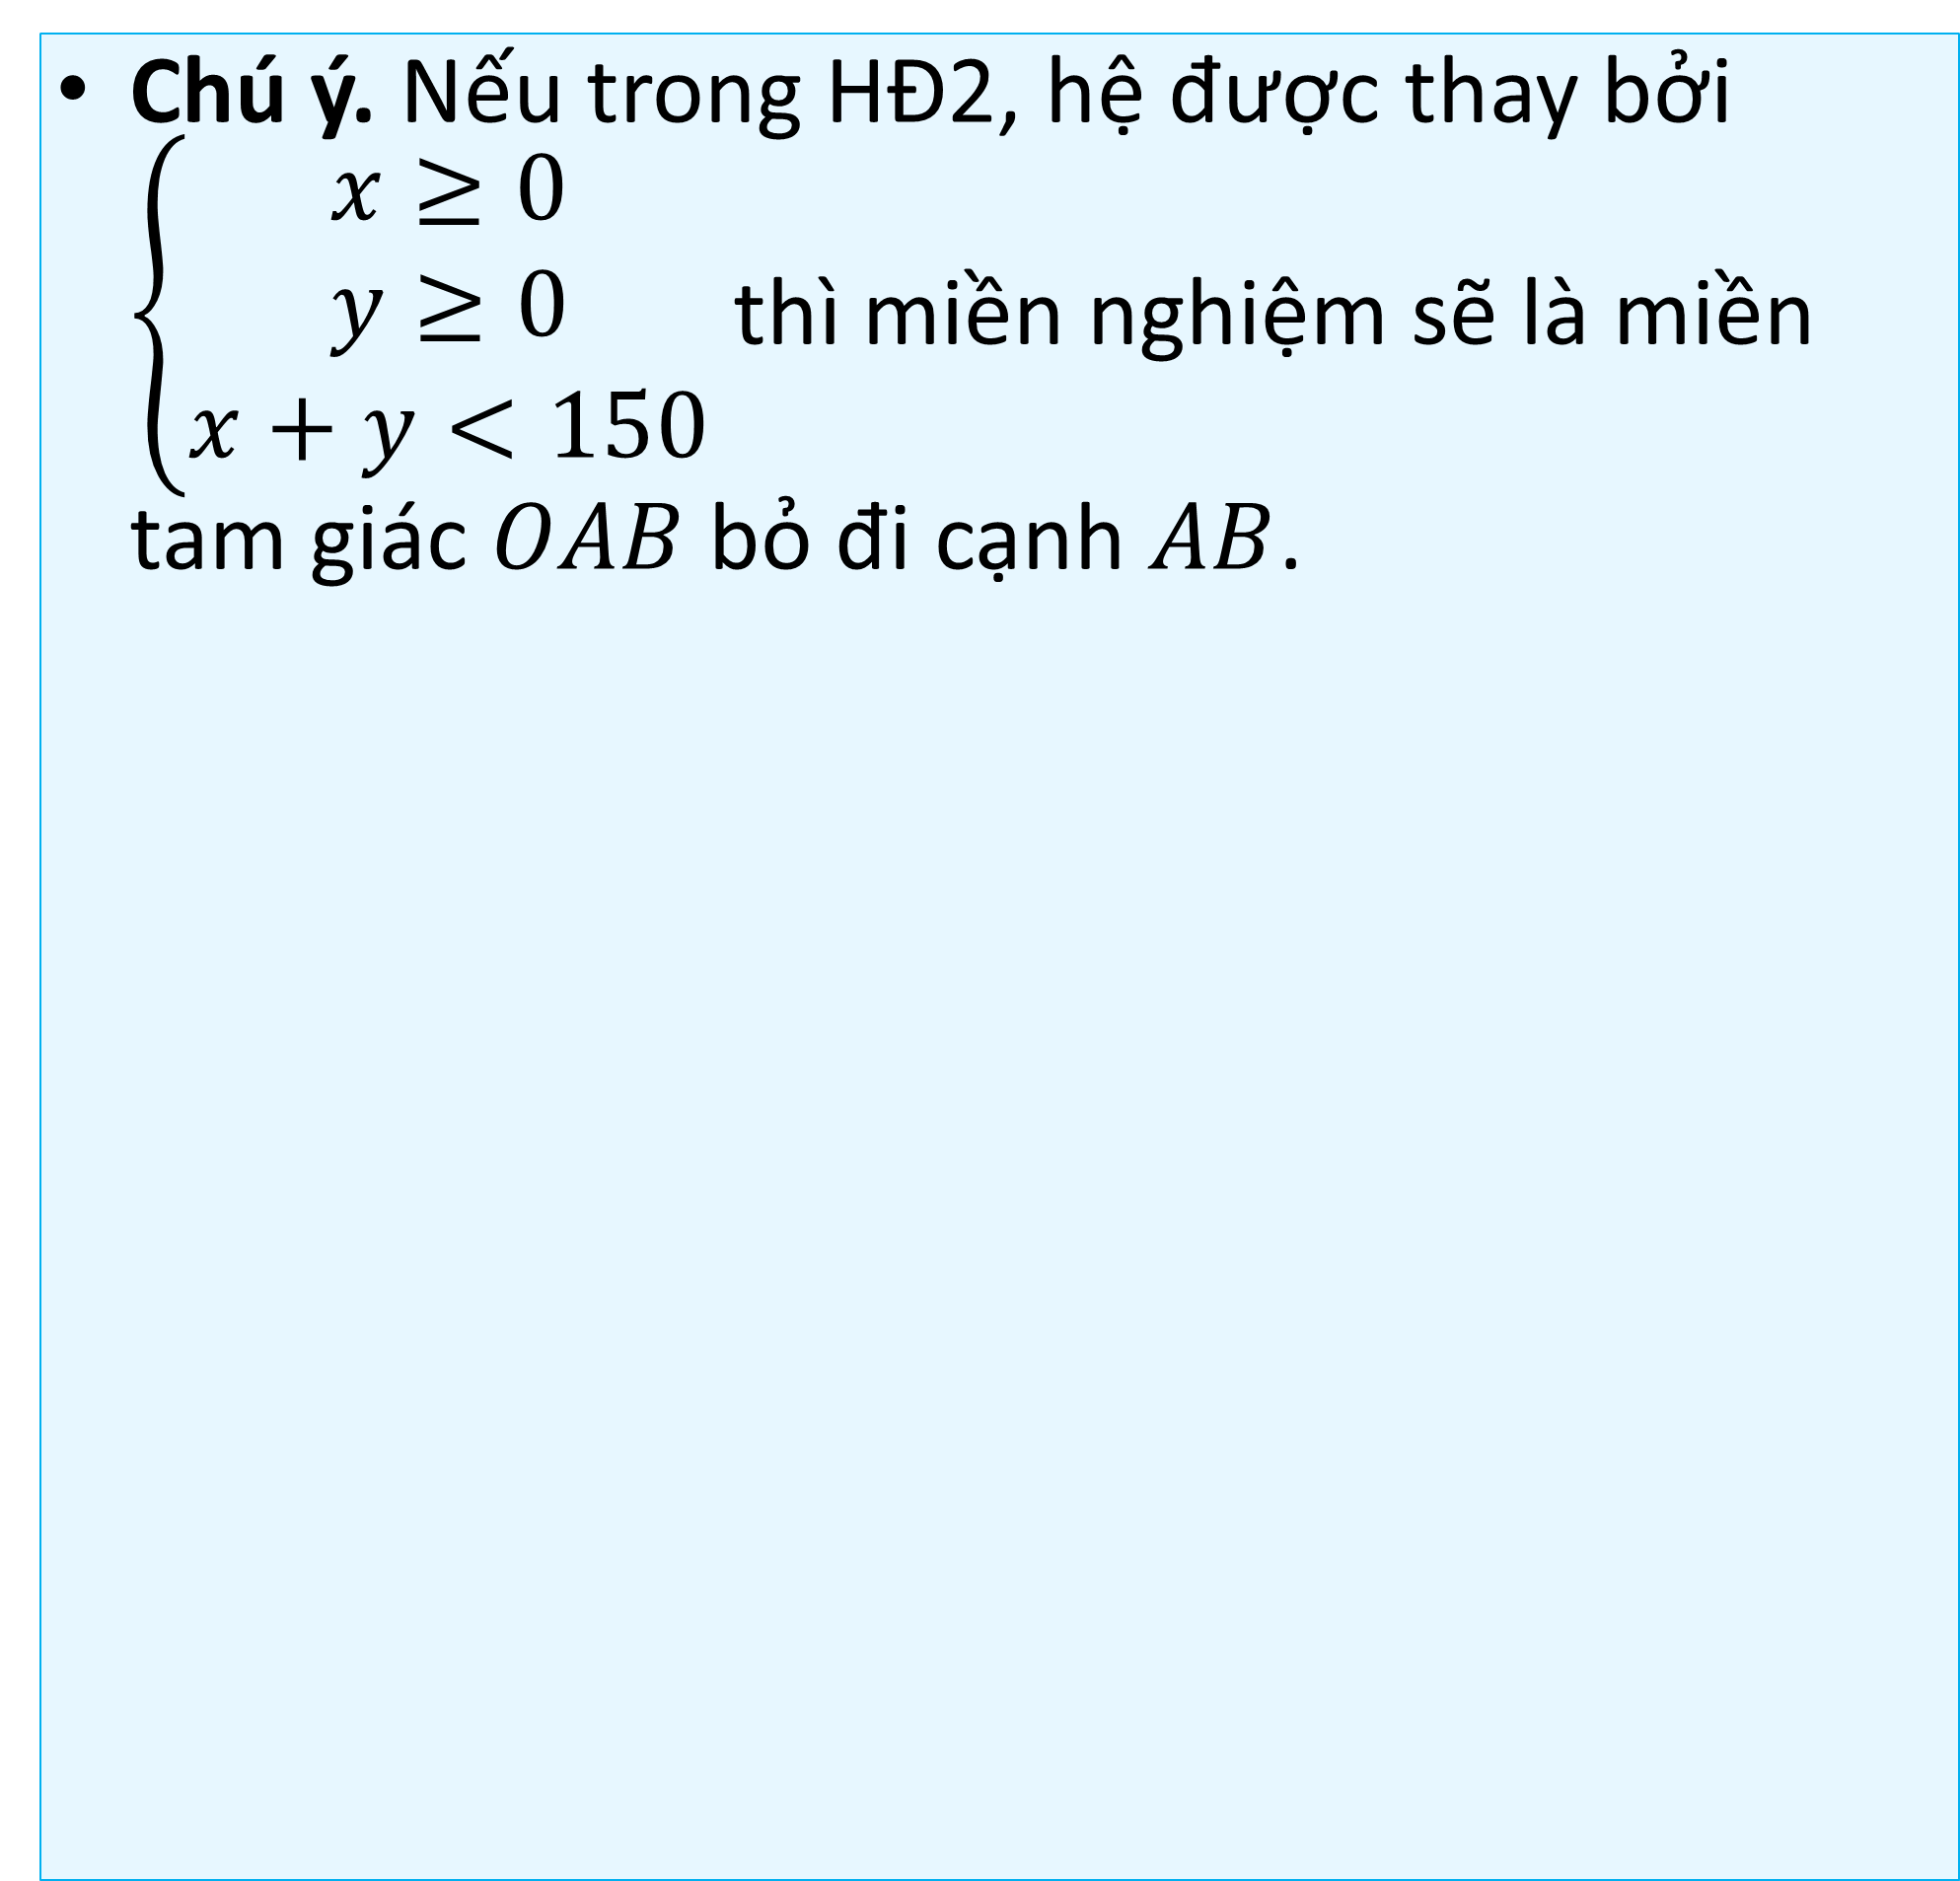 • Chú ý. Nếu trong HĐ2, hệ được thay bởi
x ≥ 0
y ≥ 0 thì miền nghiệm sẽ là miền
x + y < 150
tam giác OAB bỏ đi cạnh AB.